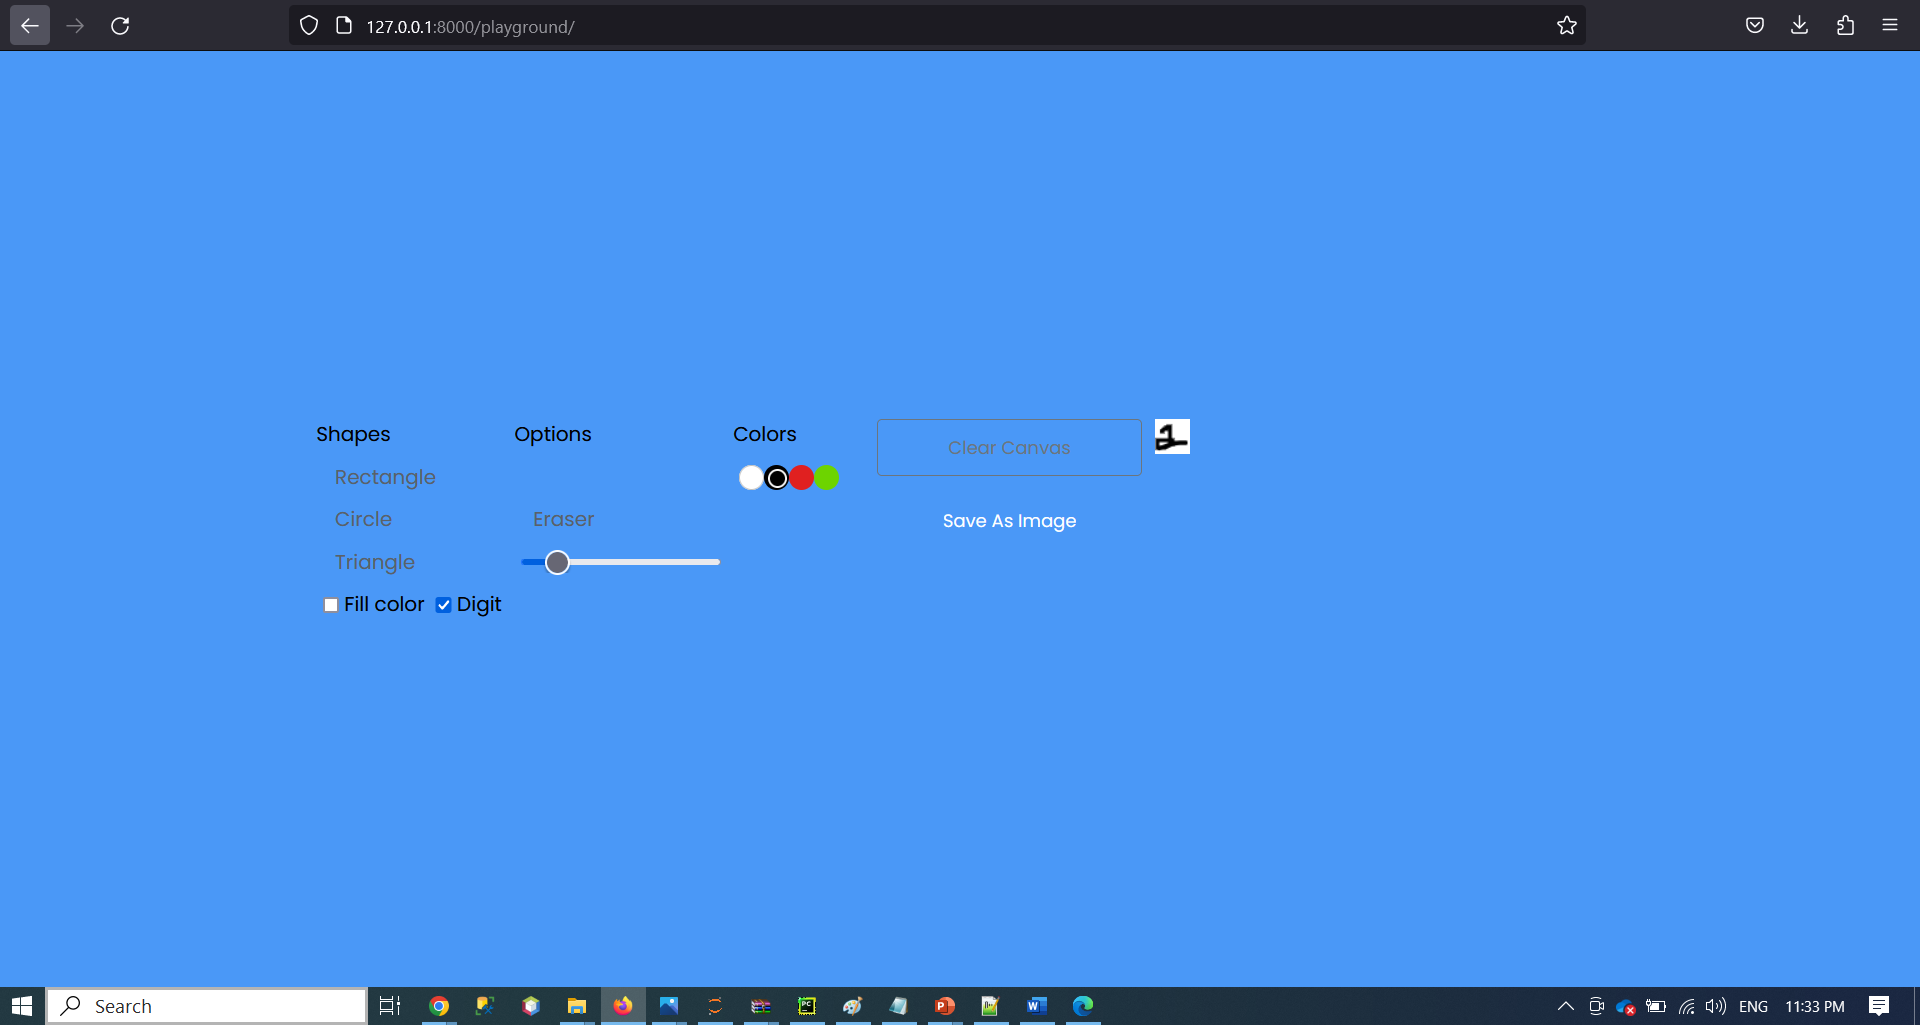 127.0.0.1:8000/playground/
Shapes Options Colors Clear Canvas
Rectangle
Circle Eraser Save As Image
Triangle
Fill color Digit
Search ENG 11:33 PM